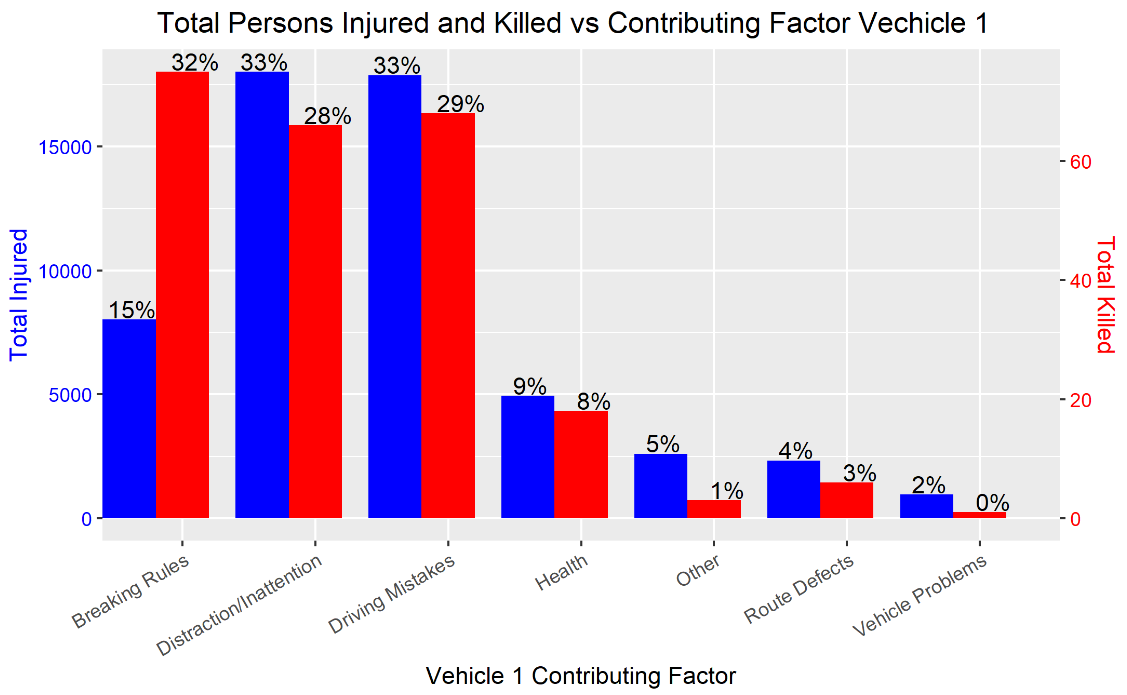 Total Persons Injured and Killed vs Contributing Factor Vechicle 1
32%
33%
33%
29%
28%
15000
60
Total Injured
Total Killed
10000
40
15%
9%
8%
5000
20
5%
4%
3%
2%
1%
0%
0
0
Breaking Rules
Distraction/Inattention
Driving Mistakes
Health
Other
Route Defects
Vehicle Problems
Vehicle 1 Contributing Factor